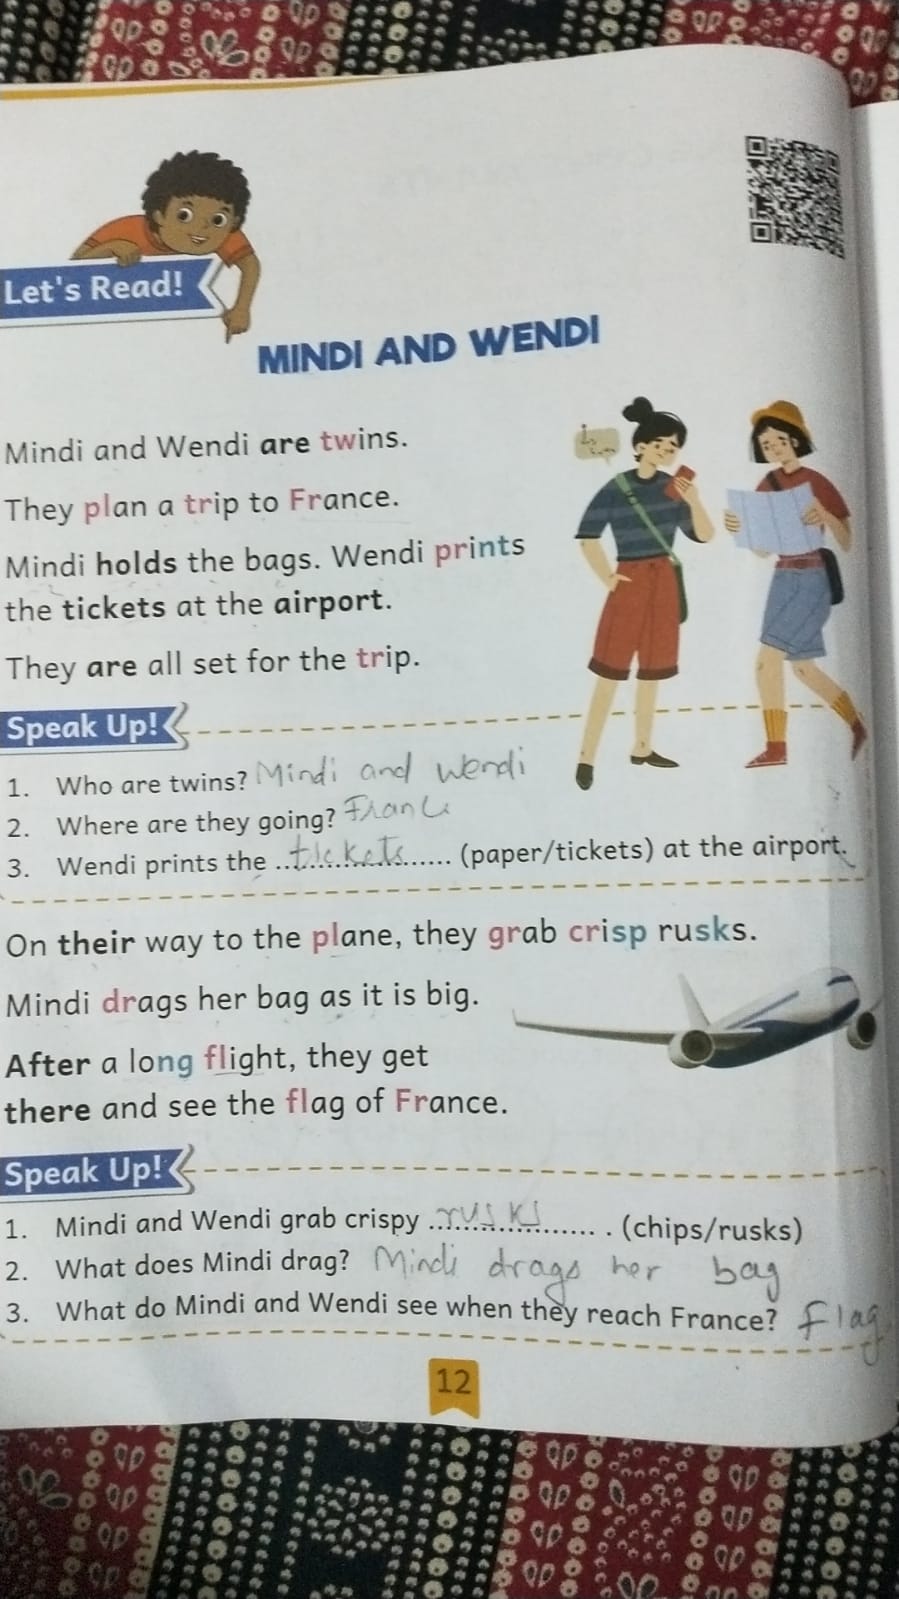 Let's Read!
MINDI AND WENDI
Mindi and Wendi are twins.
They plan a trip to France.
Mindi holds the bags. Wendi prints
the tickets at the airport.
They are all set for the trip.
Speak Up!
1. Who are twins? Mindi and Wendi
2. Where are they going? France
3. Wendi prints the ...tickets...... (paper/tickets) at the airport.
On their way to the plane, they grab crisp rusks.
Mindi drags her bag as it is big.
After a long flight, they get
there and see the flag of France.
Speak Up!
1. Mindi and Wendi grab crispy ...rusks...... . (chips/rusks)
2. What does Mindi drag? Mindi drags her bag
3. What do Mindi and Wendi see when they reach France? Flag
12